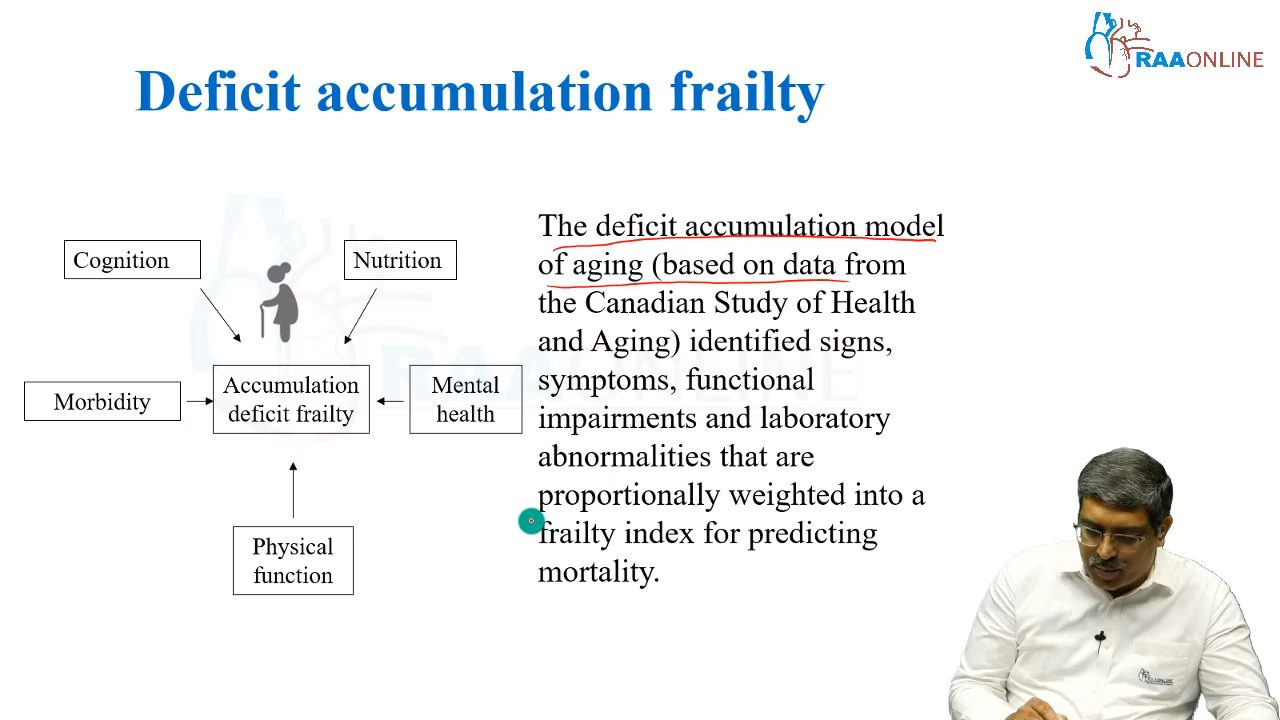 RAAONLINE
Deficit accumulation frailty
Cognition
Nutrition
Morbidity
Accumulation
deficit frailty
Mental
health
Physical
function
The deficit accumulation model
of aging (based on data from
the Canadian Study of Health
and Aging) identified signs,
symptoms, functional
impairments and laboratory
abnormalities that are
proportionally weighted into a
frailty index for predicting
mortality.
RAAONLINE
RAAONLINE